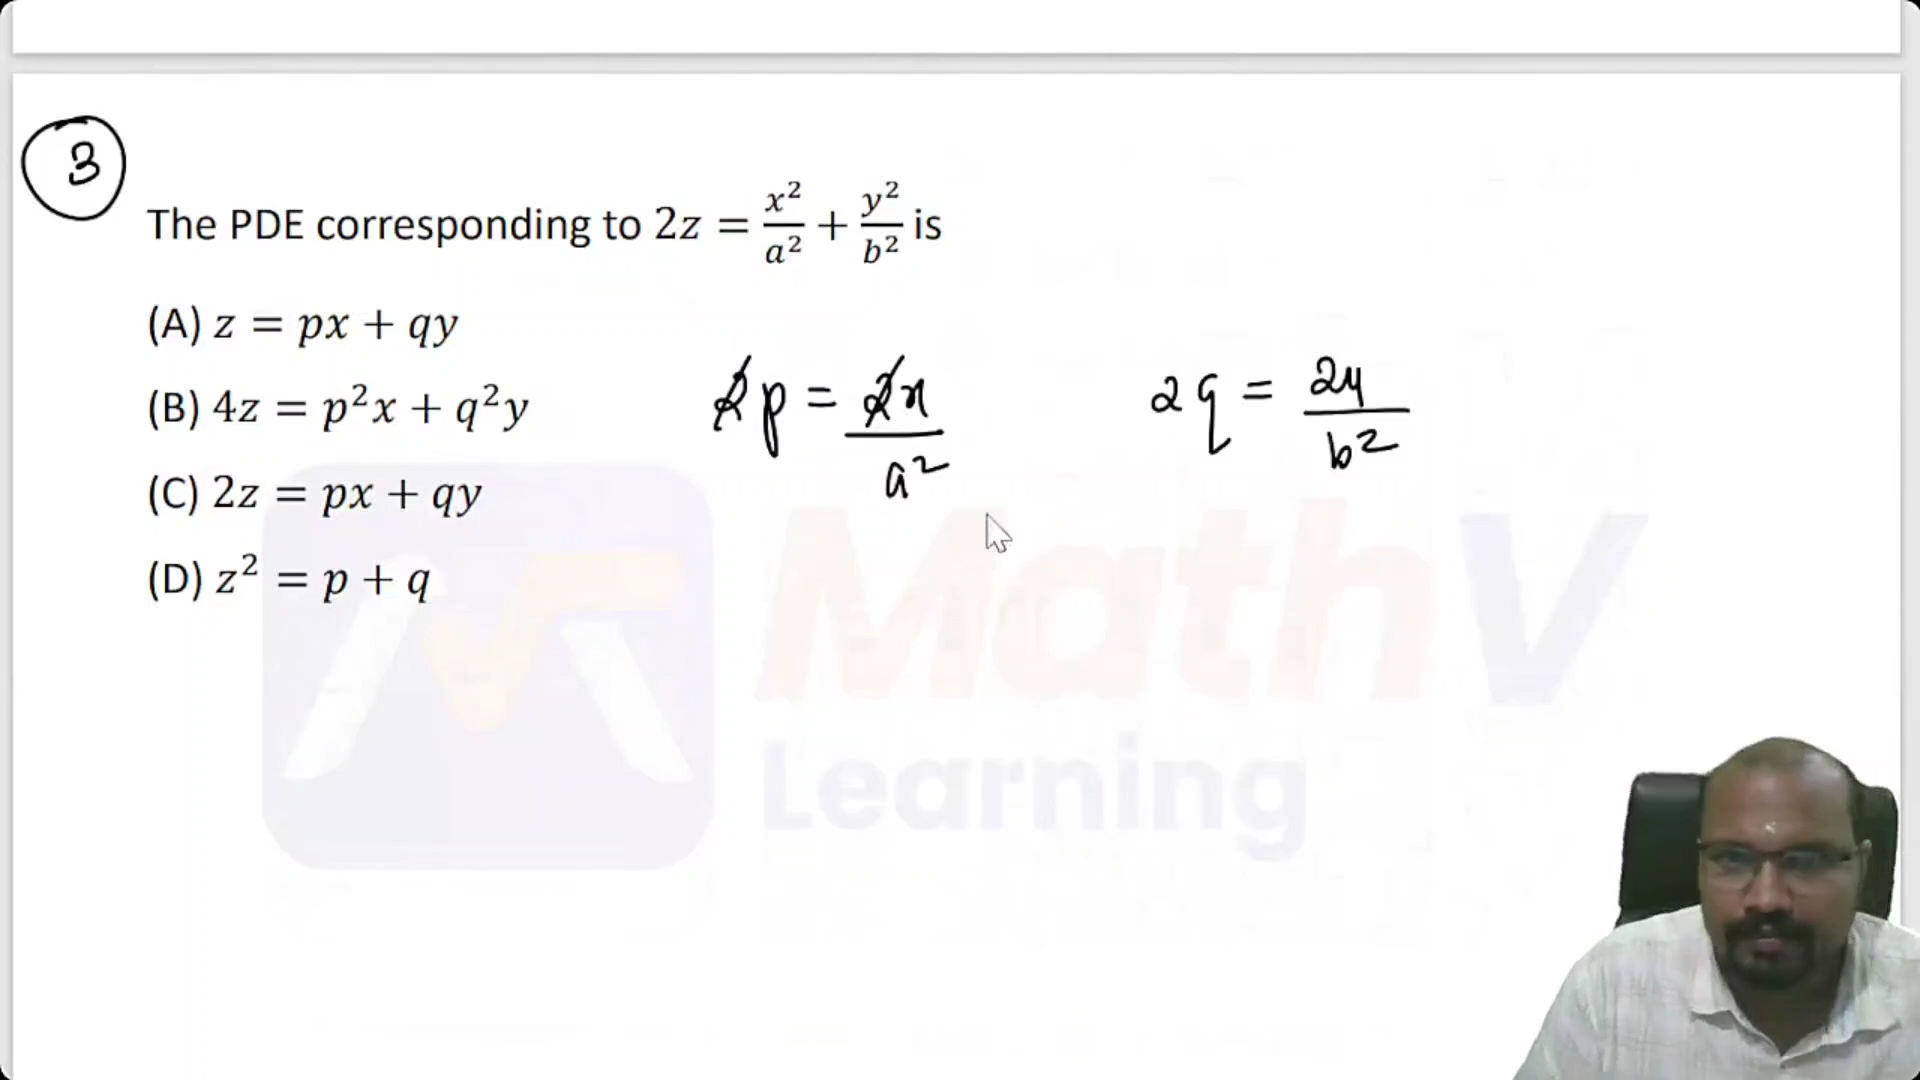 3
The PDE corresponding to 2z = x²/a² + y²/b² is
(A) z = px + qy
(B) 4z = p²x + q²y
(C) 2z = px + qy
(D) z² = p + q
2p = 2x/a²
2q = 2y/b²
MathV
Learning